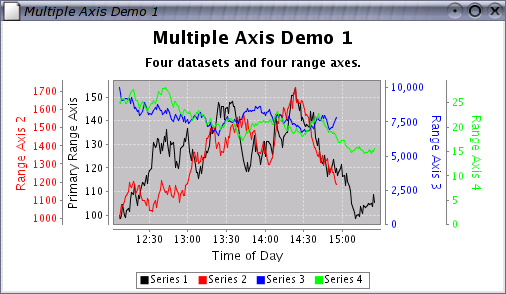 Multiple Axis Demo 1
Multiple Axis Demo 1
Four datasets and four range axes.
Range Axis 2
1700
1600
1500
1400
1300
1200
1100
1000
Primary Range Axis
150
140
130
120
110
100
10,000
7,500
5,000
2,500
0
Range Axis 3
25
20
15
10
5
0
Range Axis 4
12:30 13:00 13:30 14:00 14:30 15:00
Time of Day
Series 1 Series 2 Series 3 Series 4